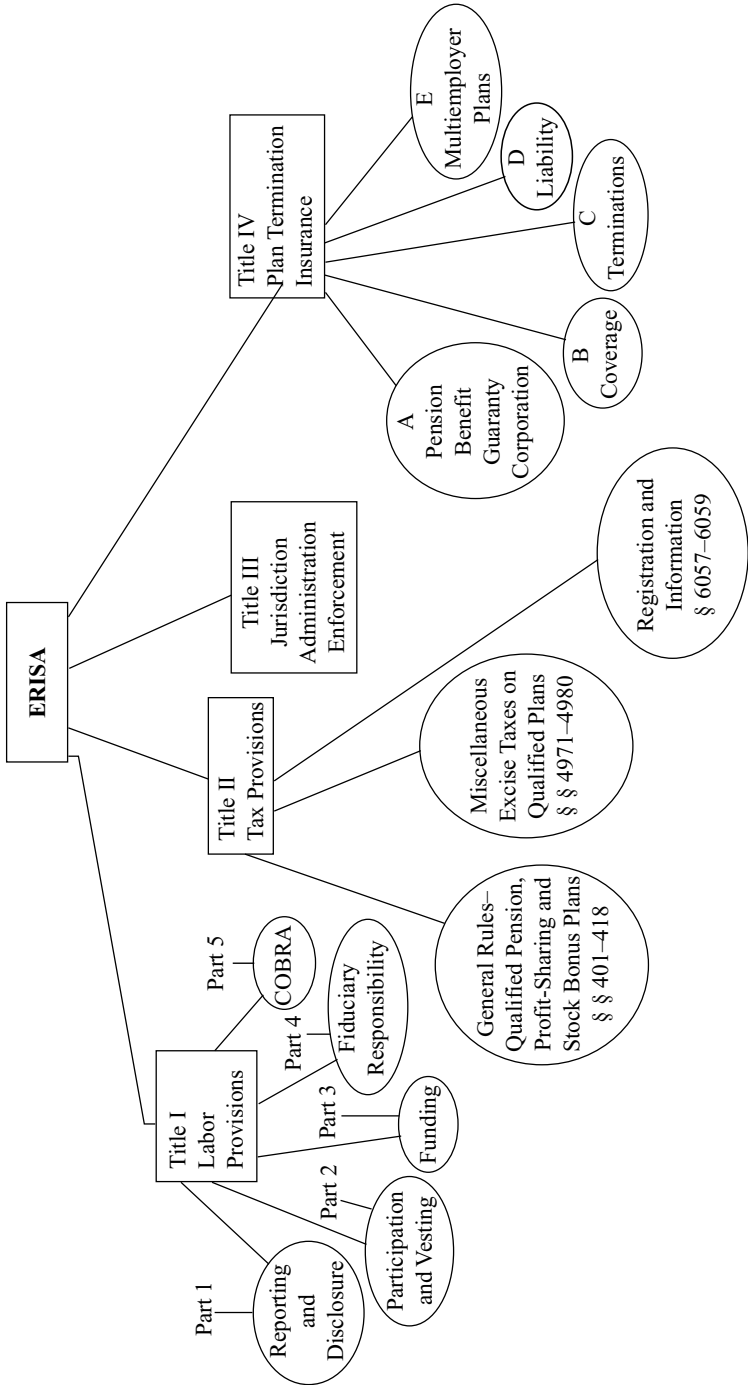 ERISA
Title I
Labor
Provisions
Part 1
Reporting
and
Disclosure
Part 2
Participation
and Vesting
Part 3
Funding
Part 4
Fiduciary
Responsibility
Part 5
COBRA
Title II
Tax Provisions
General Rules–
Qualified Pension,
Profit-Sharing and
Stock Bonus Plans
§ § 401–418
Miscellaneous
Excise Taxes on
Qualified Plans
§ § 4971–4980
Registration and
Information
§ 6057–6059
Title III
Jurisdiction
Administration
Enforcement
Title IV
Plan Termination
Insurance
A
Pension
Benefit
Guaranty
Corporation
B
Coverage
C
Terminations
D
Liability
E
Multiemployer
Plans